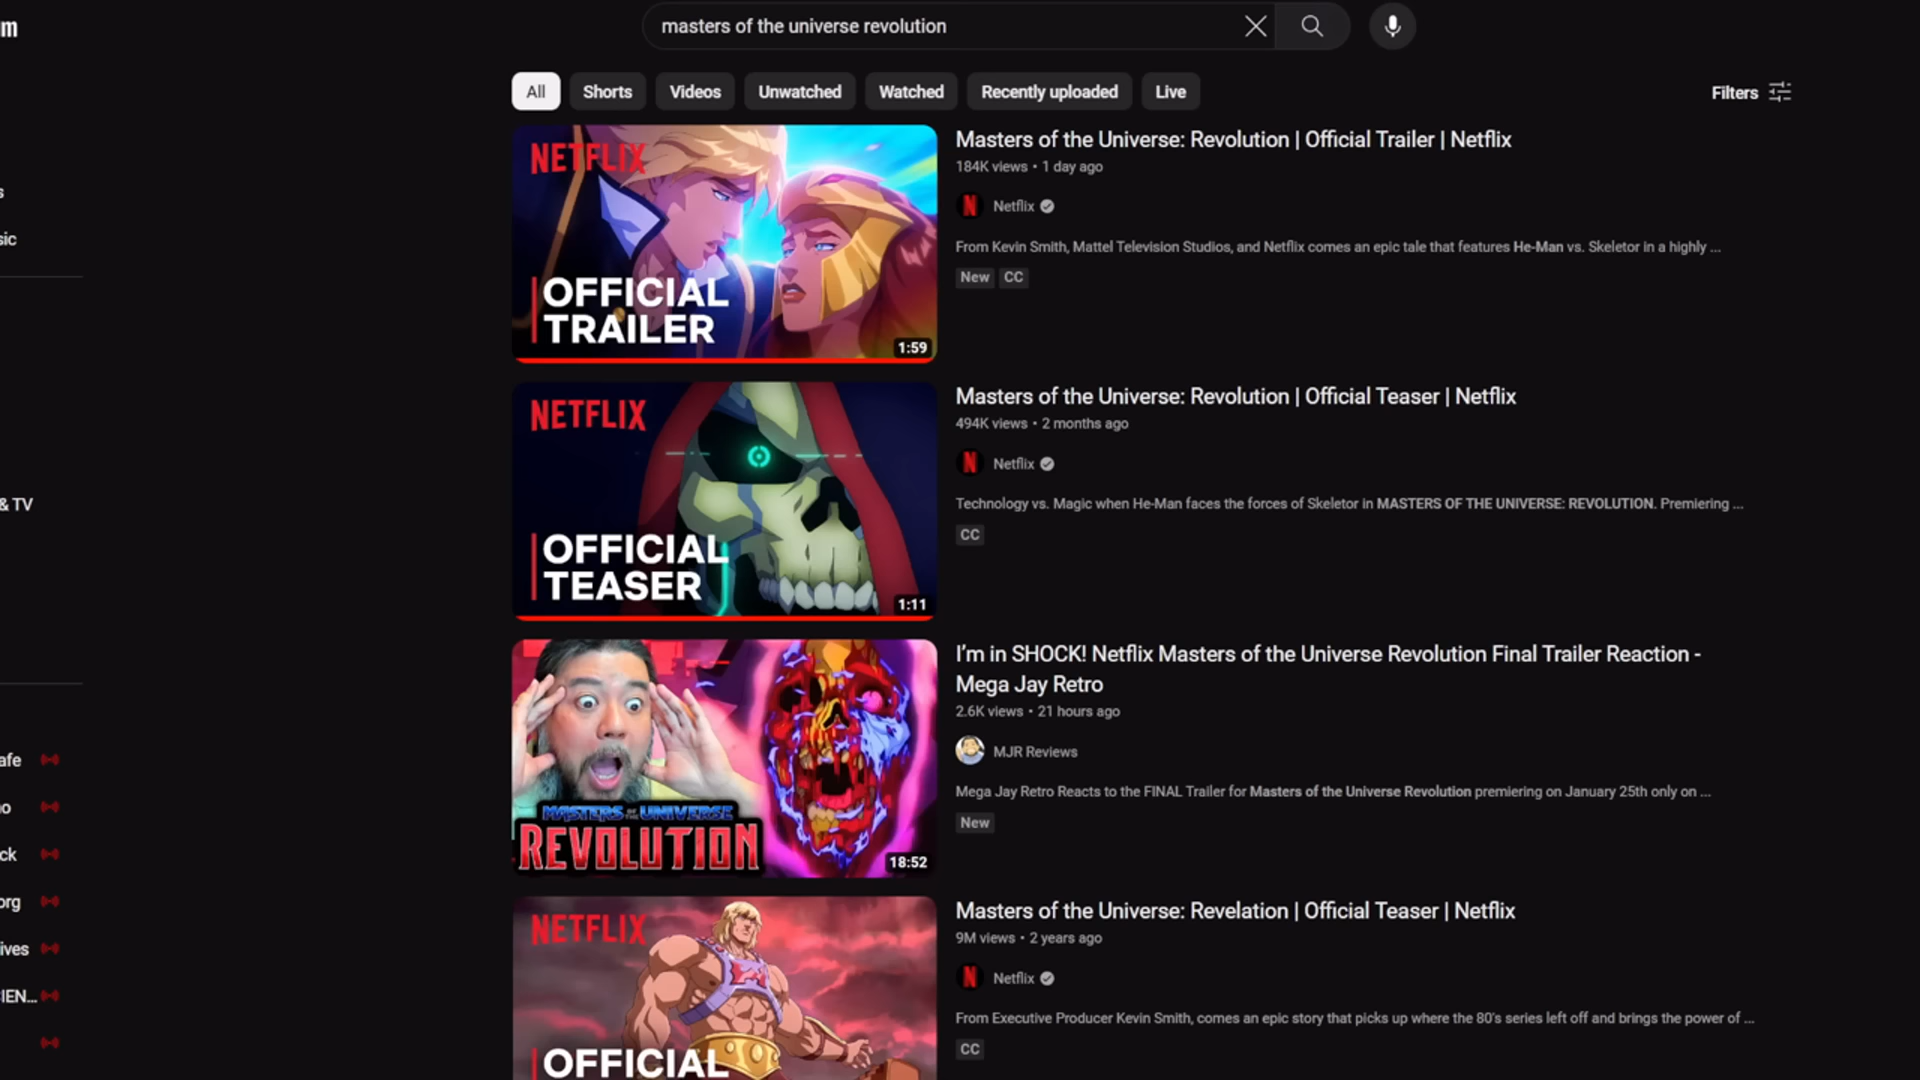 um
masters of the universe revolution
All Shorts Videos Unwatched Watched Recently uploaded Live
Filters
s
sic
& TV
afe
o
ck
org
ives
IEN...
NETFLIX
OFFICIAL
TRAILER
1:59
Masters of the Universe: Revolution | Official Trailer | Netflix
184K views • 1 day ago
N Netflix
From Kevin Smith, Mattel Television Studios, and Netflix comes an epic tale that features He-Man vs. Skeletor in a highly ...
New CC
NETFLIX
OFFICIAL
TEASER
1:11
Masters of the Universe: Revolution | Official Teaser | Netflix
494K views • 2 months ago
N Netflix
Technology vs. Magic when He-Man faces the forces of Skeletor in MASTERS OF THE UNIVERSE: REVOLUTION. Premiering ...
CC
MASTERS OF THE UNIVERSE
REVOLUTION
18:52
I'm in SHOCK! Netflix Masters of the Universe Revolution Final Trailer Reaction -
Mega Jay Retro
2.6K views • 21 hours ago
MJR Reviews
Mega Jay Retro Reacts to the FINAL Trailer for Masters of the Universe Revolution premiering on January 25th only on ...
New
NETFLIX
OFFICIAL
Masters of the Universe: Revelation | Official Teaser | Netflix
9M views • 2 years ago
N Netflix
From Executive Producer Kevin Smith, comes an epic story that picks up where the 80's series left off and brings the power of ...
CC